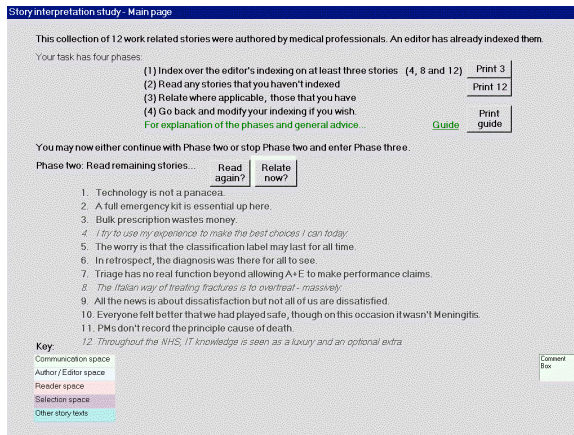 Story interpretation study - Main page
This collection of 12 work related stories were authored by medical professionals. An editor has already indexed them.
Your task has four phases:
(1) Index over the editor's indexing on at least three stories (4, 8 and 12)
Print 3
(2) Read any stories that you haven't indexed
Print 12
(3) Relate where applicable, those that you have
(4) Go back and modify your indexing if you wish.
Print
guide
For explanation of the phases and general advice...
Guide
You may now either continue with Phase two or stop Phase two and enter Phase three.
Phase two: Read remaining stories...
Read
again?
Relate
now?
1. Technology is not a panacea.
2. A full emergency kit is essential up here.
3. Bulk prescription wastes money.
4. I try to use my experience to make the best choices I can today.
5. The worry is that the classification label may last for all time.
6. In retrospect, the diagnosis was there for all to see.
7. Triage has no real function beyond allowing A+E to make performance claims.
8. The Italian way of treating fractures is to overtreat - massively.
9. All the news is about dissatisfaction but not all of us are dissatisfied.
10. Everyone felt better that we had played safe, though on this occasion it wasn't Meningitis.
11. PMs don't record the principle cause of death.
12. Throughout the NHS, IT knowledge is seen as a luxury and an optional extra
Key:
Communication space
Author / Editor space
Reader space
Selection space
Other story texts
Comment
Box